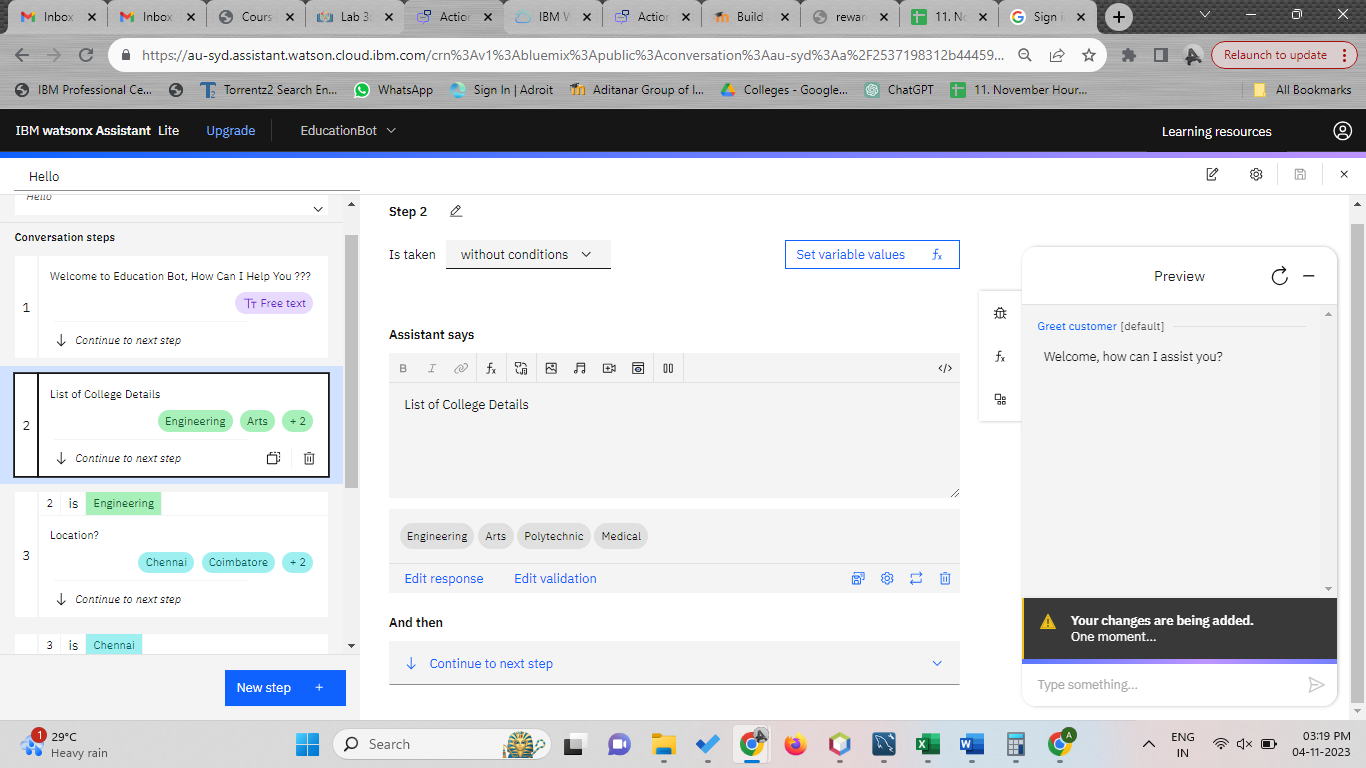 Inbox
Inbox
Cours
Lab 3:
Action
IBM W
Action
Build
rewar
11. No
Sign i
https://au-syd.assistant.watson.cloud.ibm.com/crn%3Av1%3Abluemix%3Apublic%3Aconversation%3Aau-syd%3Aa%2F2537198312b44459...
Relaunch to update
IBM Professional Ce...
Torrentz2 Search En...
WhatsApp
Sign In | Adroit
Aditanar Group of I...
Colleges - Google...
ChatGPT
11. November Hour...
All Bookmarks
IBM watsonx Assistant Lite
Upgrade
EducationBot
Learning resources
Hello
Hello
Conversation steps
1
Welcome to Education Bot, How Can I Help You ???
Free text
Continue to next step
2
List of College Details
Engineering Arts + 2
Continue to next step
2 is Engineering
3
Location?
Chennai Coimbatore + 2
Continue to next step
3 is Chennai
New step +
Step 2
Is taken without conditions
Set variable values fx
Assistant says
B I fx </>
List of College Details
Engineering Arts Polytechnic Medical
Edit response Edit validation
And then
Continue to next step
fx
Preview
Greet customer [default]
Welcome, how can I assist you?
Your changes are being added.
One moment...
Type something...
1
29°C
Heavy rain
Search
A
ENG
IN
03:19 PM
04-11-2023